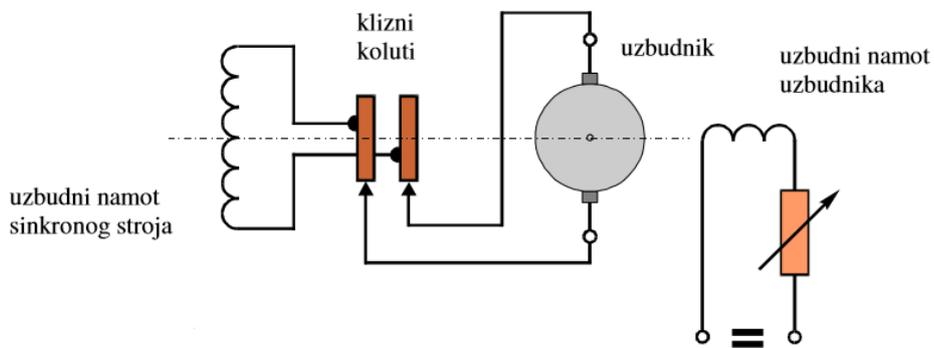 klizni
koluti
uzbudnik
uzbudni namot
uzbudnika
uzbudni namot
sinkronog stroja